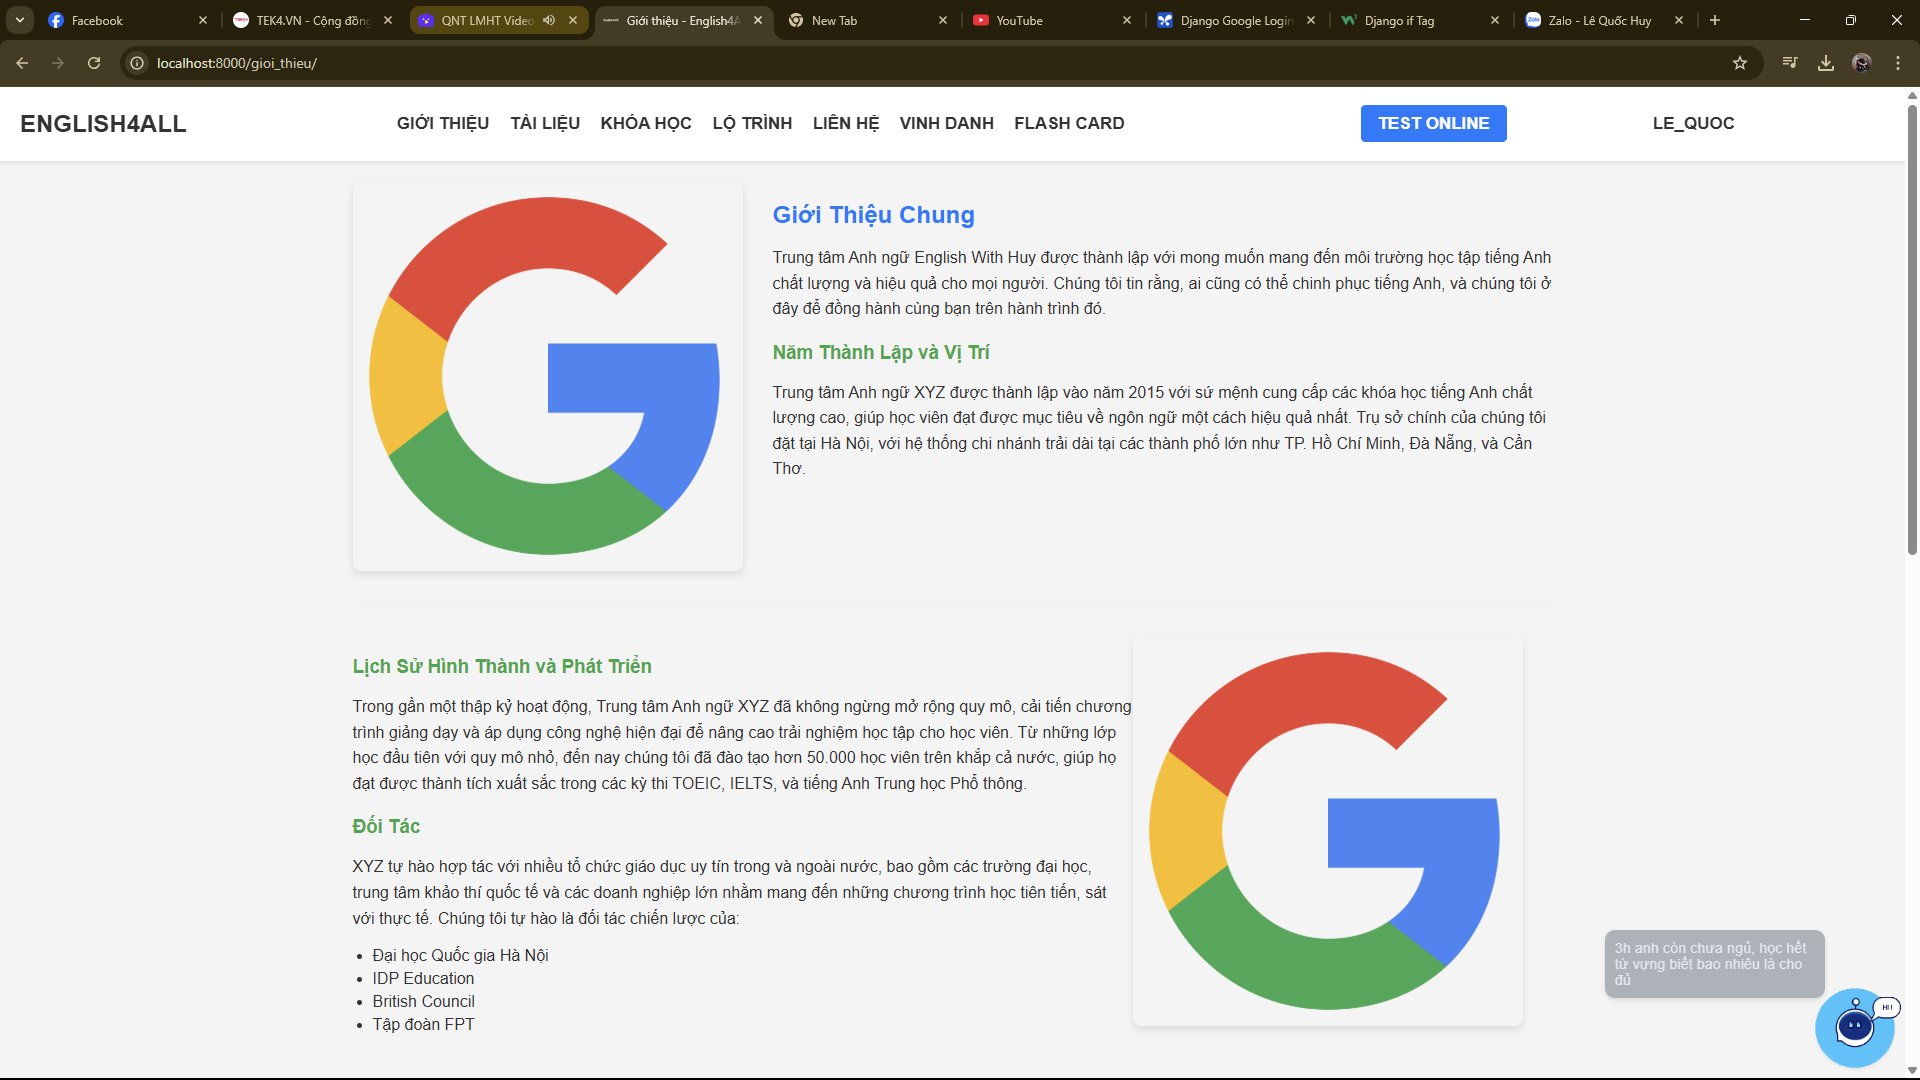 Facebook
TEK4.VN - Cộng đồng
QNT LMHT Video
Giới thiệu - English4A
New Tab
YouTube
Django Google Login
Django if Tag
Zalo - Lê Quốc Huy
localhost:8000/gioi_thieu/
ENGLISH4ALL
GIỚI THIỆU
TÀI LIỆU
KHÓA HỌC
LỘ TRÌNH
LIÊN HỆ
VINH DANH
FLASH CARD
TEST ONLINE
LE_QUOC
Giới Thiệu Chung
Trung tâm Anh ngữ English With Huy được thành lập với mong muốn mang đến môi trường học tập tiếng Anh
chất lượng và hiệu quả cho mọi người. Chúng tôi tin rằng, ai cũng có thể chinh phục tiếng Anh, và chúng tôi ở
đây để đồng hành cùng bạn trên hành trình đó.
Năm Thành Lập và Vị Trí
Trung tâm Anh ngữ XYZ được thành lập vào năm 2015 với sứ mệnh cung cấp các khóa học tiếng Anh chất
lượng cao, giúp học viên đạt được mục tiêu về ngôn ngữ một cách hiệu quả nhất. Trụ sở chính của chúng tôi
đặt tại Hà Nội, với hệ thống chi nhánh trải dài tại các thành phố lớn như TP. Hồ Chí Minh, Đà Nẵng, và Cần
Thơ.
Lịch Sử Hình Thành và Phát Triển
Trong gần một thập kỷ hoạt động, Trung tâm Anh ngữ XYZ đã không ngừng mở rộng quy mô, cải tiến chương
trình giảng dạy và áp dụng công nghệ hiện đại để nâng cao trải nghiệm học tập cho học viên. Từ những lớp
học đầu tiên với quy mô nhỏ, đến nay chúng tôi đã đào tạo hơn 50.000 học viên trên khắp cả nước, giúp họ
đạt được thành tích xuất sắc trong các kỳ thi TOEIC, IELTS, và tiếng Anh Trung học Phổ thông.
Đối Tác
XYZ tự hào hợp tác với nhiều tổ chức giáo dục uy tín trong và ngoài nước, bao gồm các trường đại học,
trung tâm khảo thí quốc tế và các doanh nghiệp lớn nhằm mang đến những chương trình học tiên tiến, sát
với thực tế. Chúng tôi tự hào là đối tác chiến lược của:
Đại học Quốc gia Hà Nội
IDP Education
British Council
Tập đoàn FPT
3h anh còn chưa ngủ, học hết
từ vựng biết bao nhiêu là cho
đủ
HI !